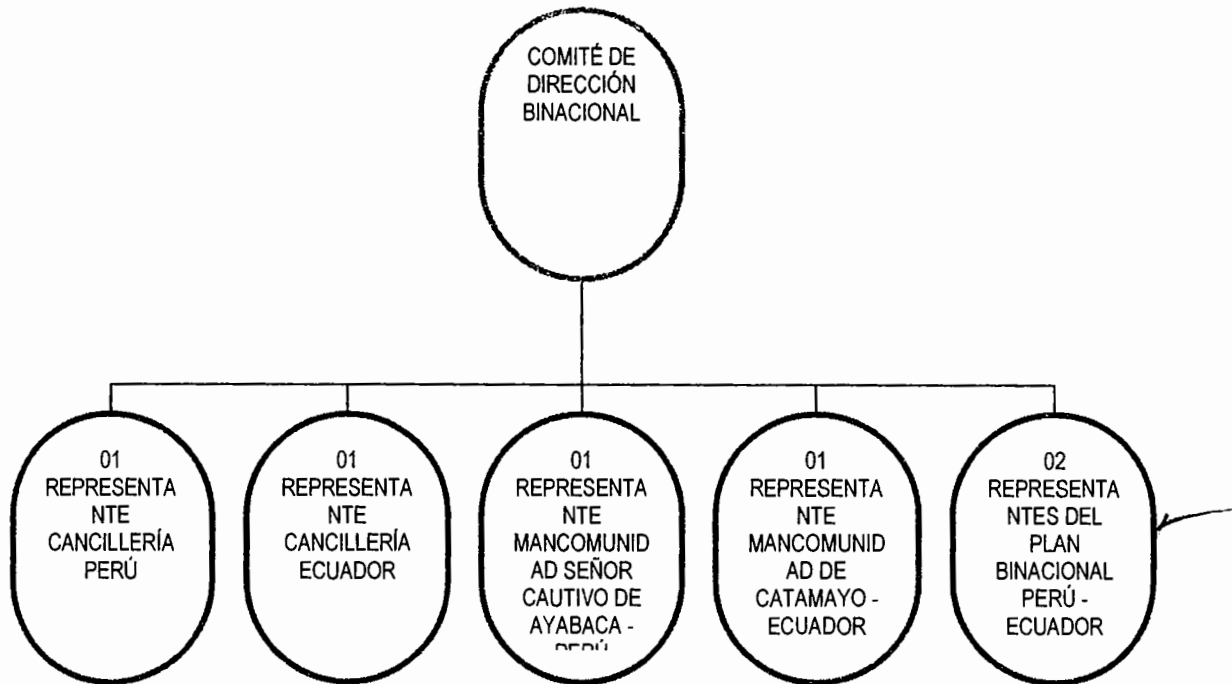 COMITÉ DE
DIRECCIÓN
BINACIONAL
01
REPRESENTA
NTE
CANCILLERÍA
PERÚ
01
REPRESENTA
NTE
CANCILLERÍA
ECUADOR
01
REPRESENTA
NTE
MANCOMUNID
AD SEÑOR
CAUTIVO DE
AYABACA -
PERÚ
01
REPRESENTA
NTE
MANCOMUNID
AD DE
CATAMAYO -
ECUADOR
02
REPRESENTA
NTES DEL
PLAN
BINACIONAL
PERÚ -
ECUADOR